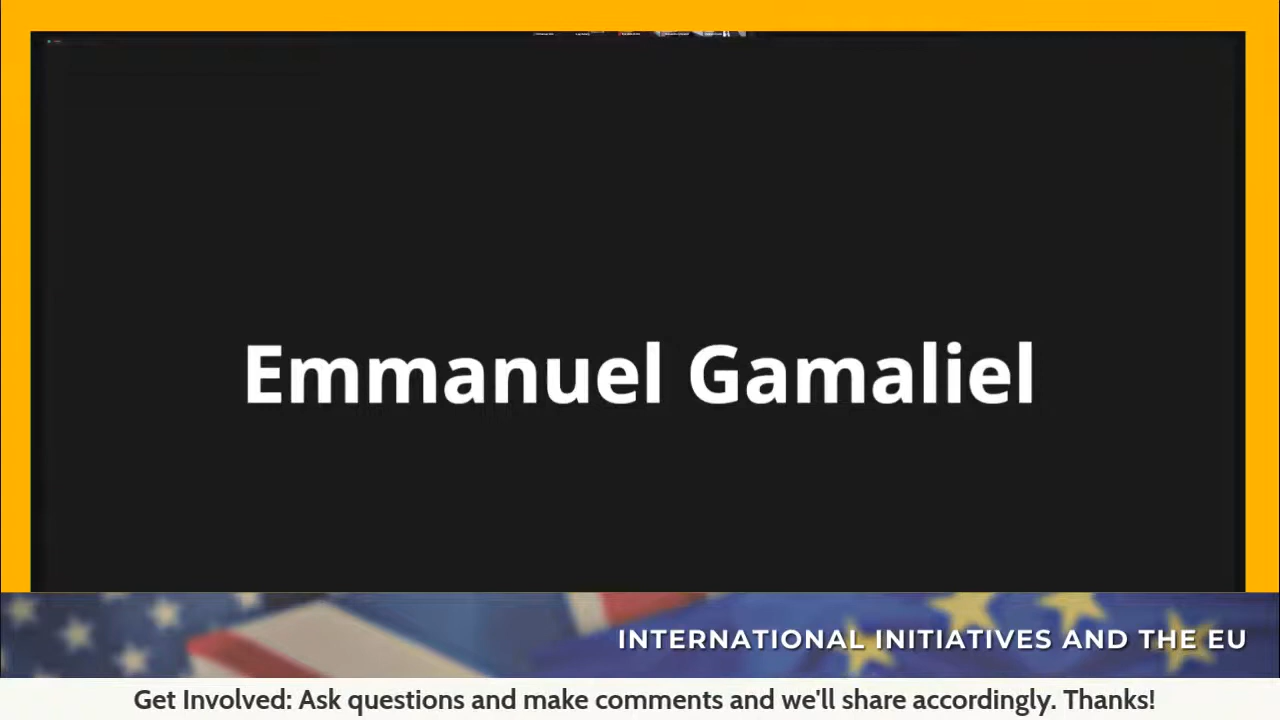 Emmanuel Gamaliel
INTERNATIONAL INITIATIVES AND THE EU
Get Involved: Ask questions and make comments and we'll share accordingly. Thanks!